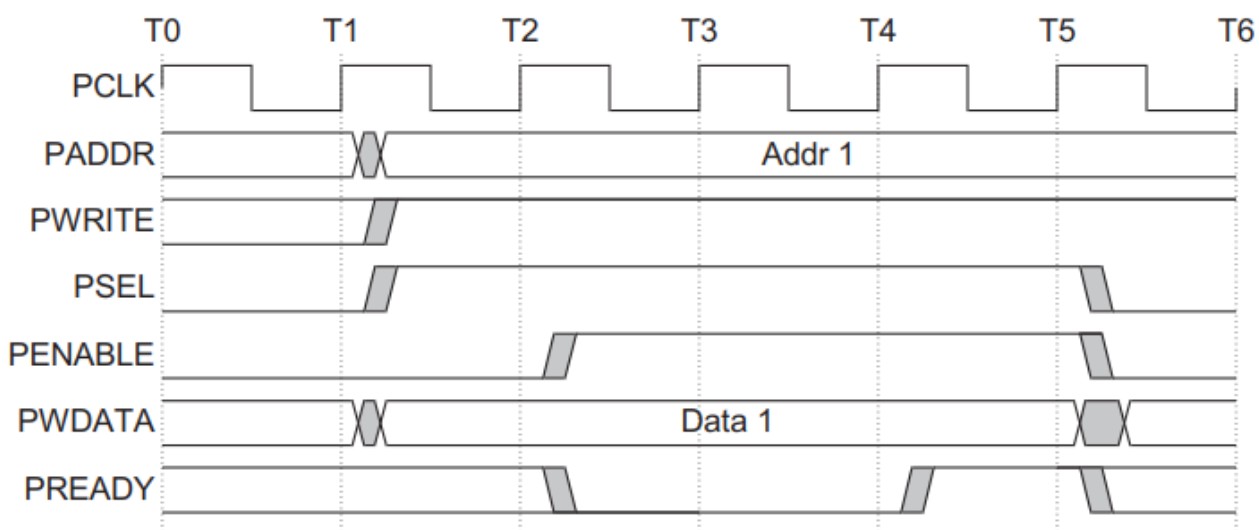 T0 T1 T2 T3 T4 T5 T6
PCLK
PADDR Addr 1
PWRITE
PSEL
PENABLE
PWDATA Data 1
PREADY